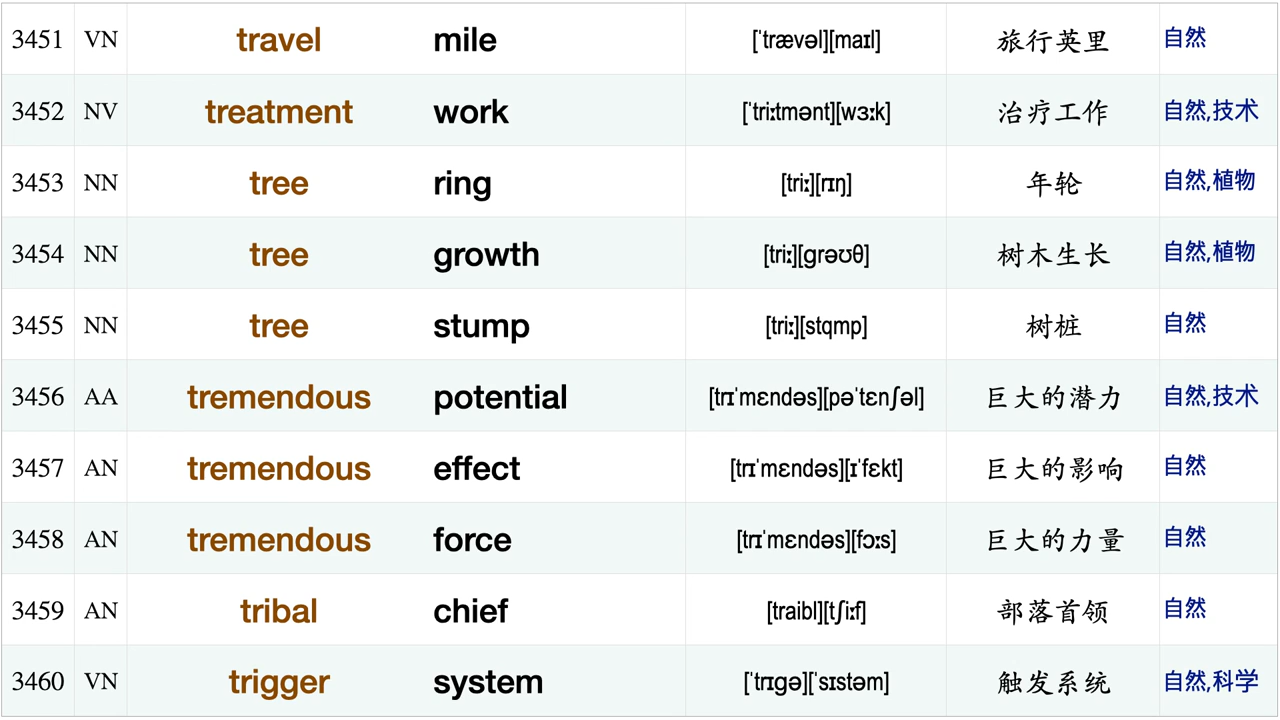 3451 VN travel mile [ˈtrævəl][maɪl] 旅行英里 自然
3452 NV treatment work [ˈtriːtmənt][wɜːk] 治疗工作 自然,技术
3453 NN tree ring [triː][rɪŋ] 年轮 自然,植物
3454 NN tree growth [triː][ɡrəʊθ] 树木生长 自然,植物
3455 NN tree stump [triː][stqmp] 树桩 自然
3456 AA tremendous potential [trɪˈmɛndəs][pəˈtɛnʃəl] 巨大的潜力 自然,技术
3457 AN tremendous effect [trɪˈmɛndəs][ɪˈfɛkt] 巨大的影响 自然
3458 AN tremendous force [trɪˈmɛndəs][fɔːs] 巨大的力量 自然
3459 AN tribal chief [traibl][tʃiːf] 部落首领 自然
3460 VN trigger system [ˈtrɪɡə][ˈsɪstəm] 触发系统 自然,科学